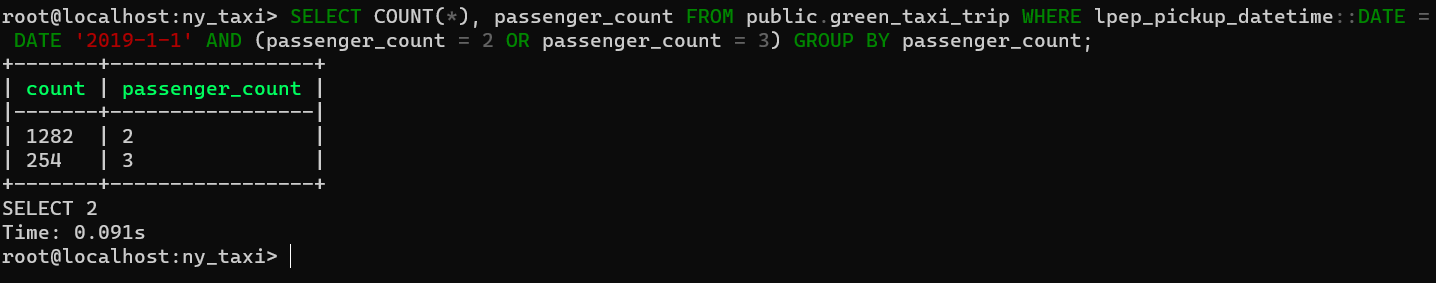 root@localhost:ny_taxi> SELECT COUNT(*), passenger_count FROM public.green_taxi_trip WHERE lpep_pickup_datetime::DATE =
 DATE '2019-1-1' AND (passenger_count = 2 OR passenger_count = 3) GROUP BY passenger_count;
+-------+-----------------+
| count | passenger_count |
|-------+-----------------|
| 1282  | 2               |
| 254   | 3               |
+-------+-----------------+
SELECT 2
Time: 0.091s
root@localhost:ny_taxi>